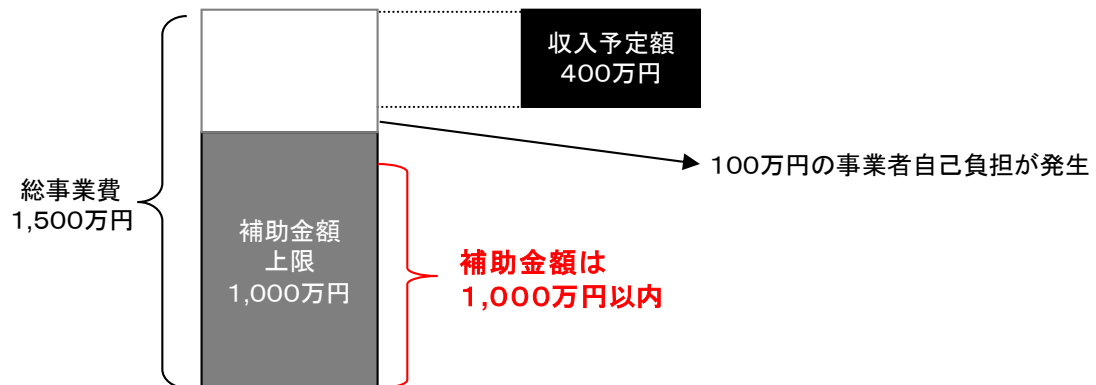 収入予定額
400万円
100万円の事業者自己負担が発生
総事業費
1,500万円
補助金額
上限
1,000万円
補助金額は
1,000万円以内